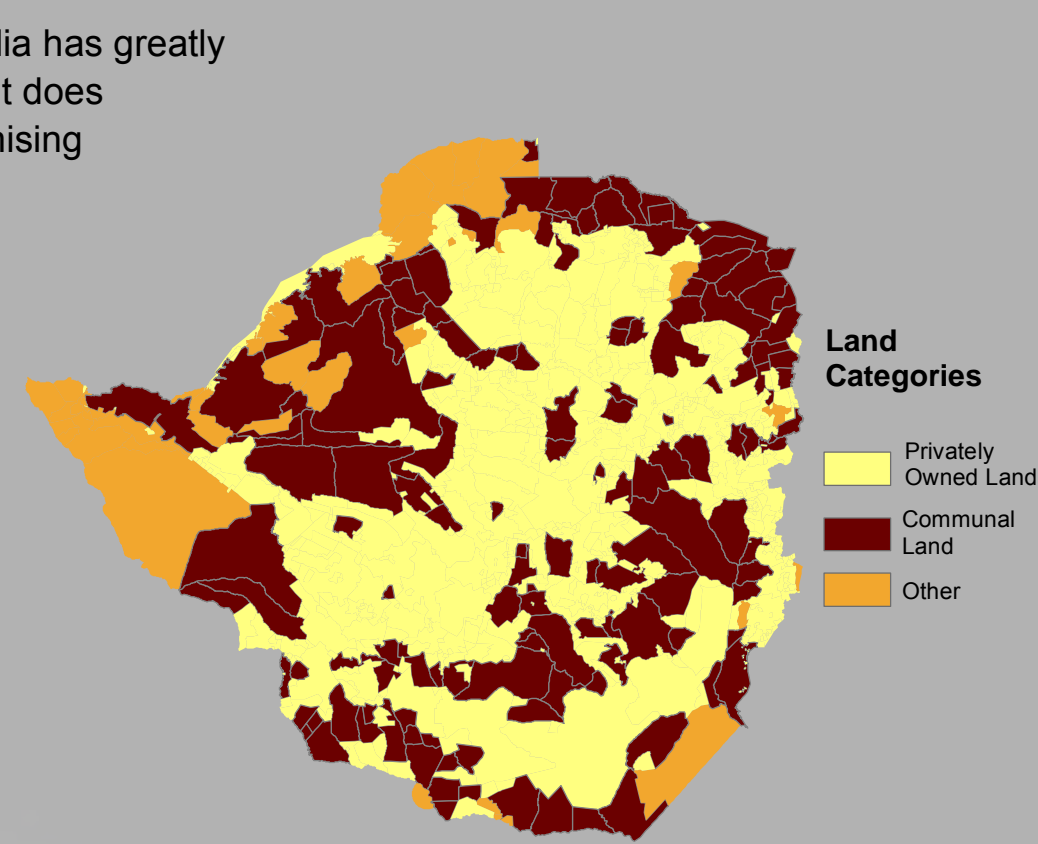 lia has greatly
t does
nising
Land
Categories
Privately
Owned Land
Communal
Land
Other